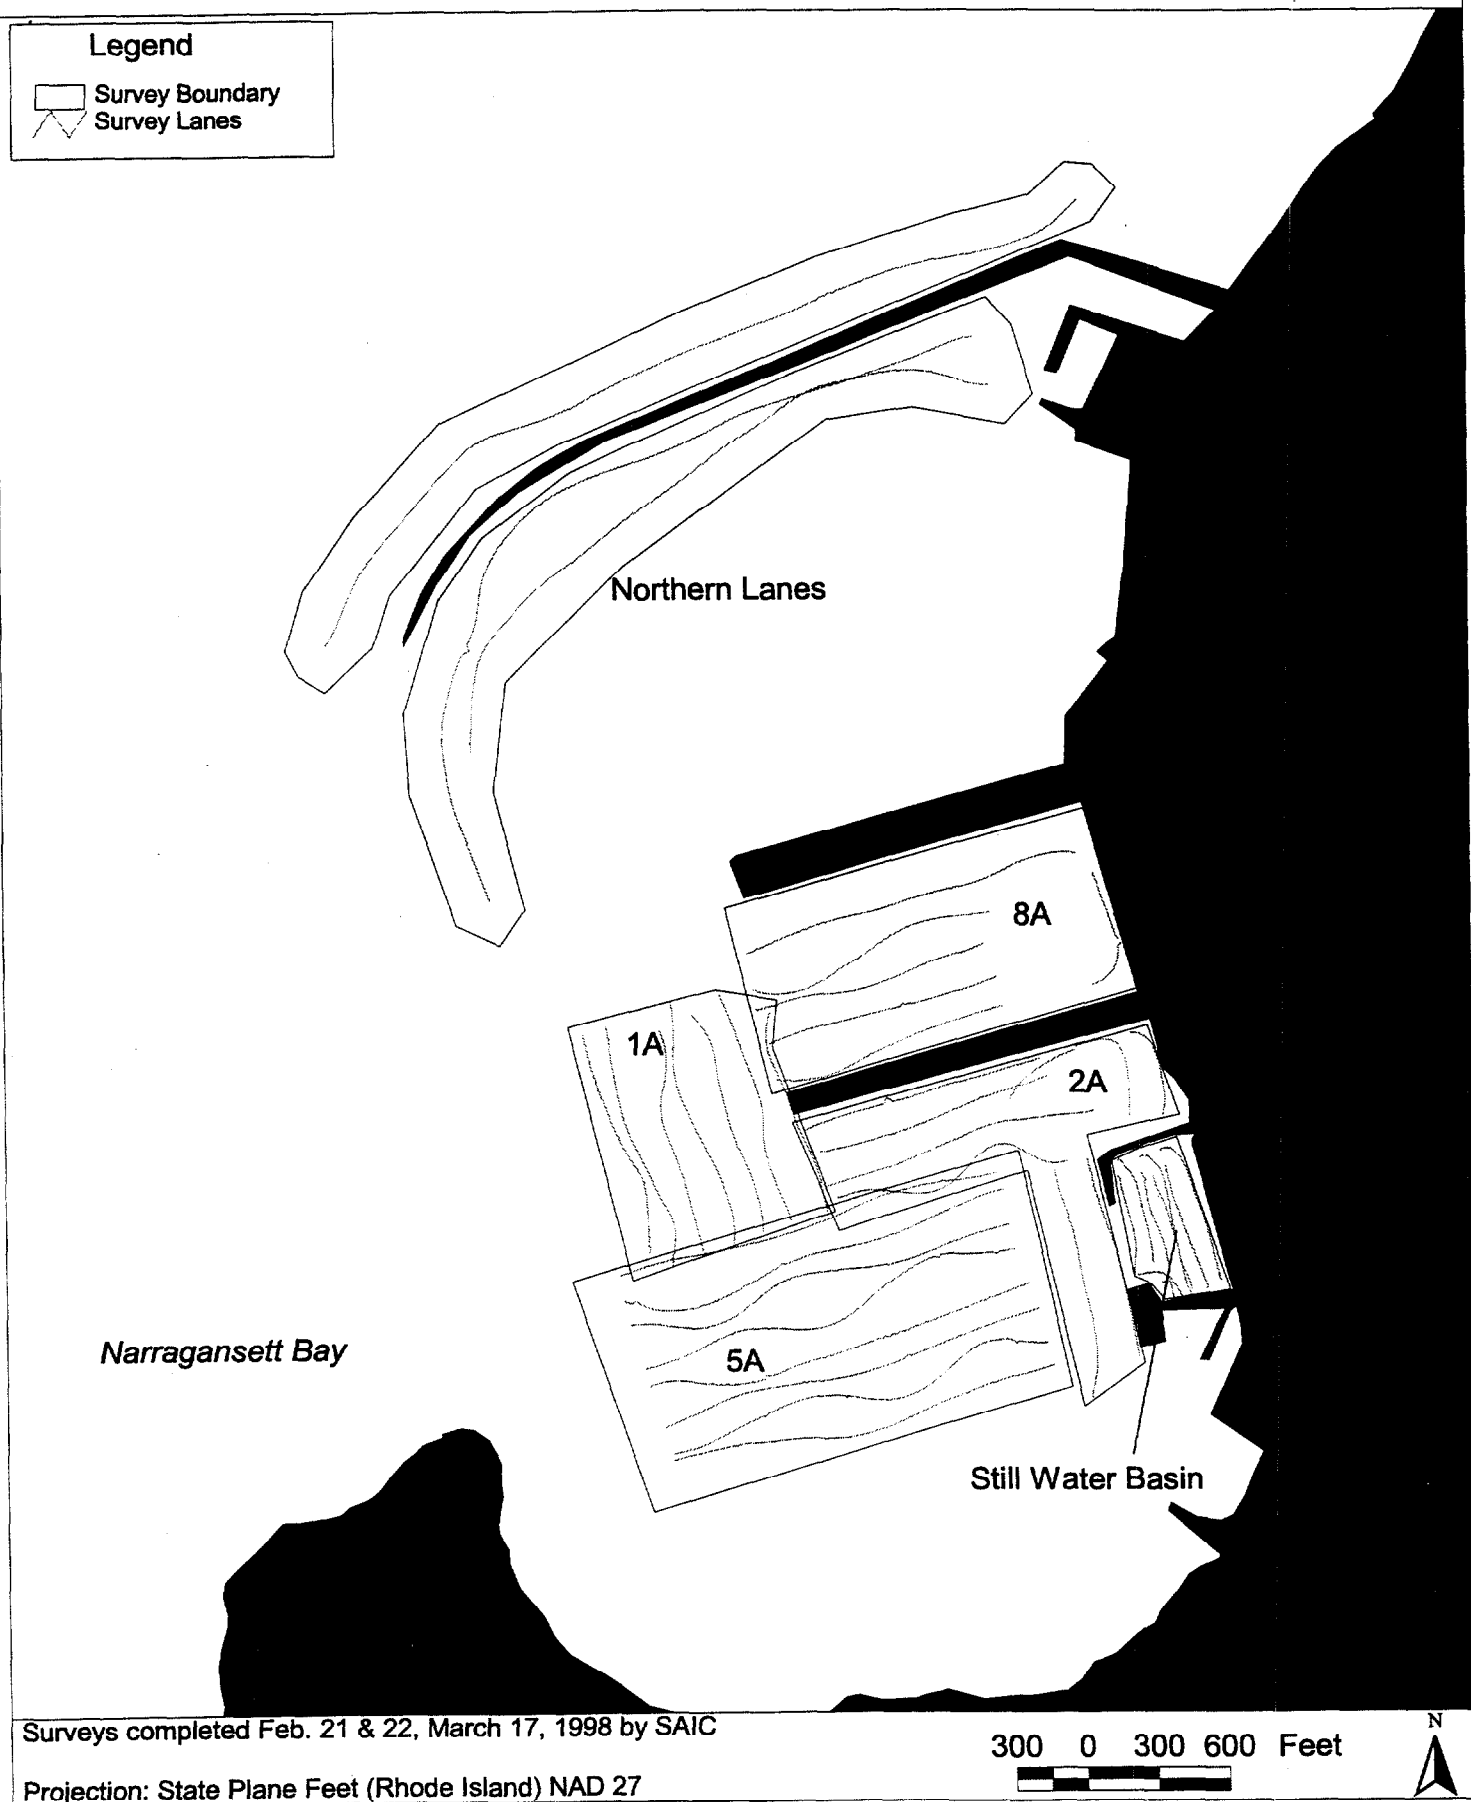 Legend
Survey Boundary
Survey Lanes
Northern Lanes
8A
1A
2A
Narragansett Bay
5A
Still Water Basin
Surveys completed Feb. 21 & 22, March 17, 1998 by SAIC
N
300 0 300 600 Feet
Projection: State Plane Feet (Rhode Island) NAD 27